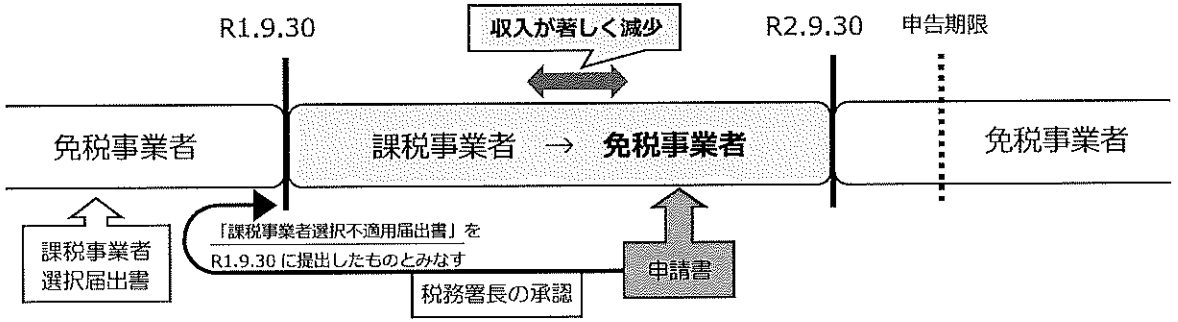 R1.9.30
収入が著しく減少
R2.9.30
申告期限
免税事業者
課税事業者 → 免税事業者
免税事業者
課税事業者
選択届出書
「課税事業者選択不適用届出書」を
R1.9.30 に提出したものとみなす
税務署長の承認
申請書